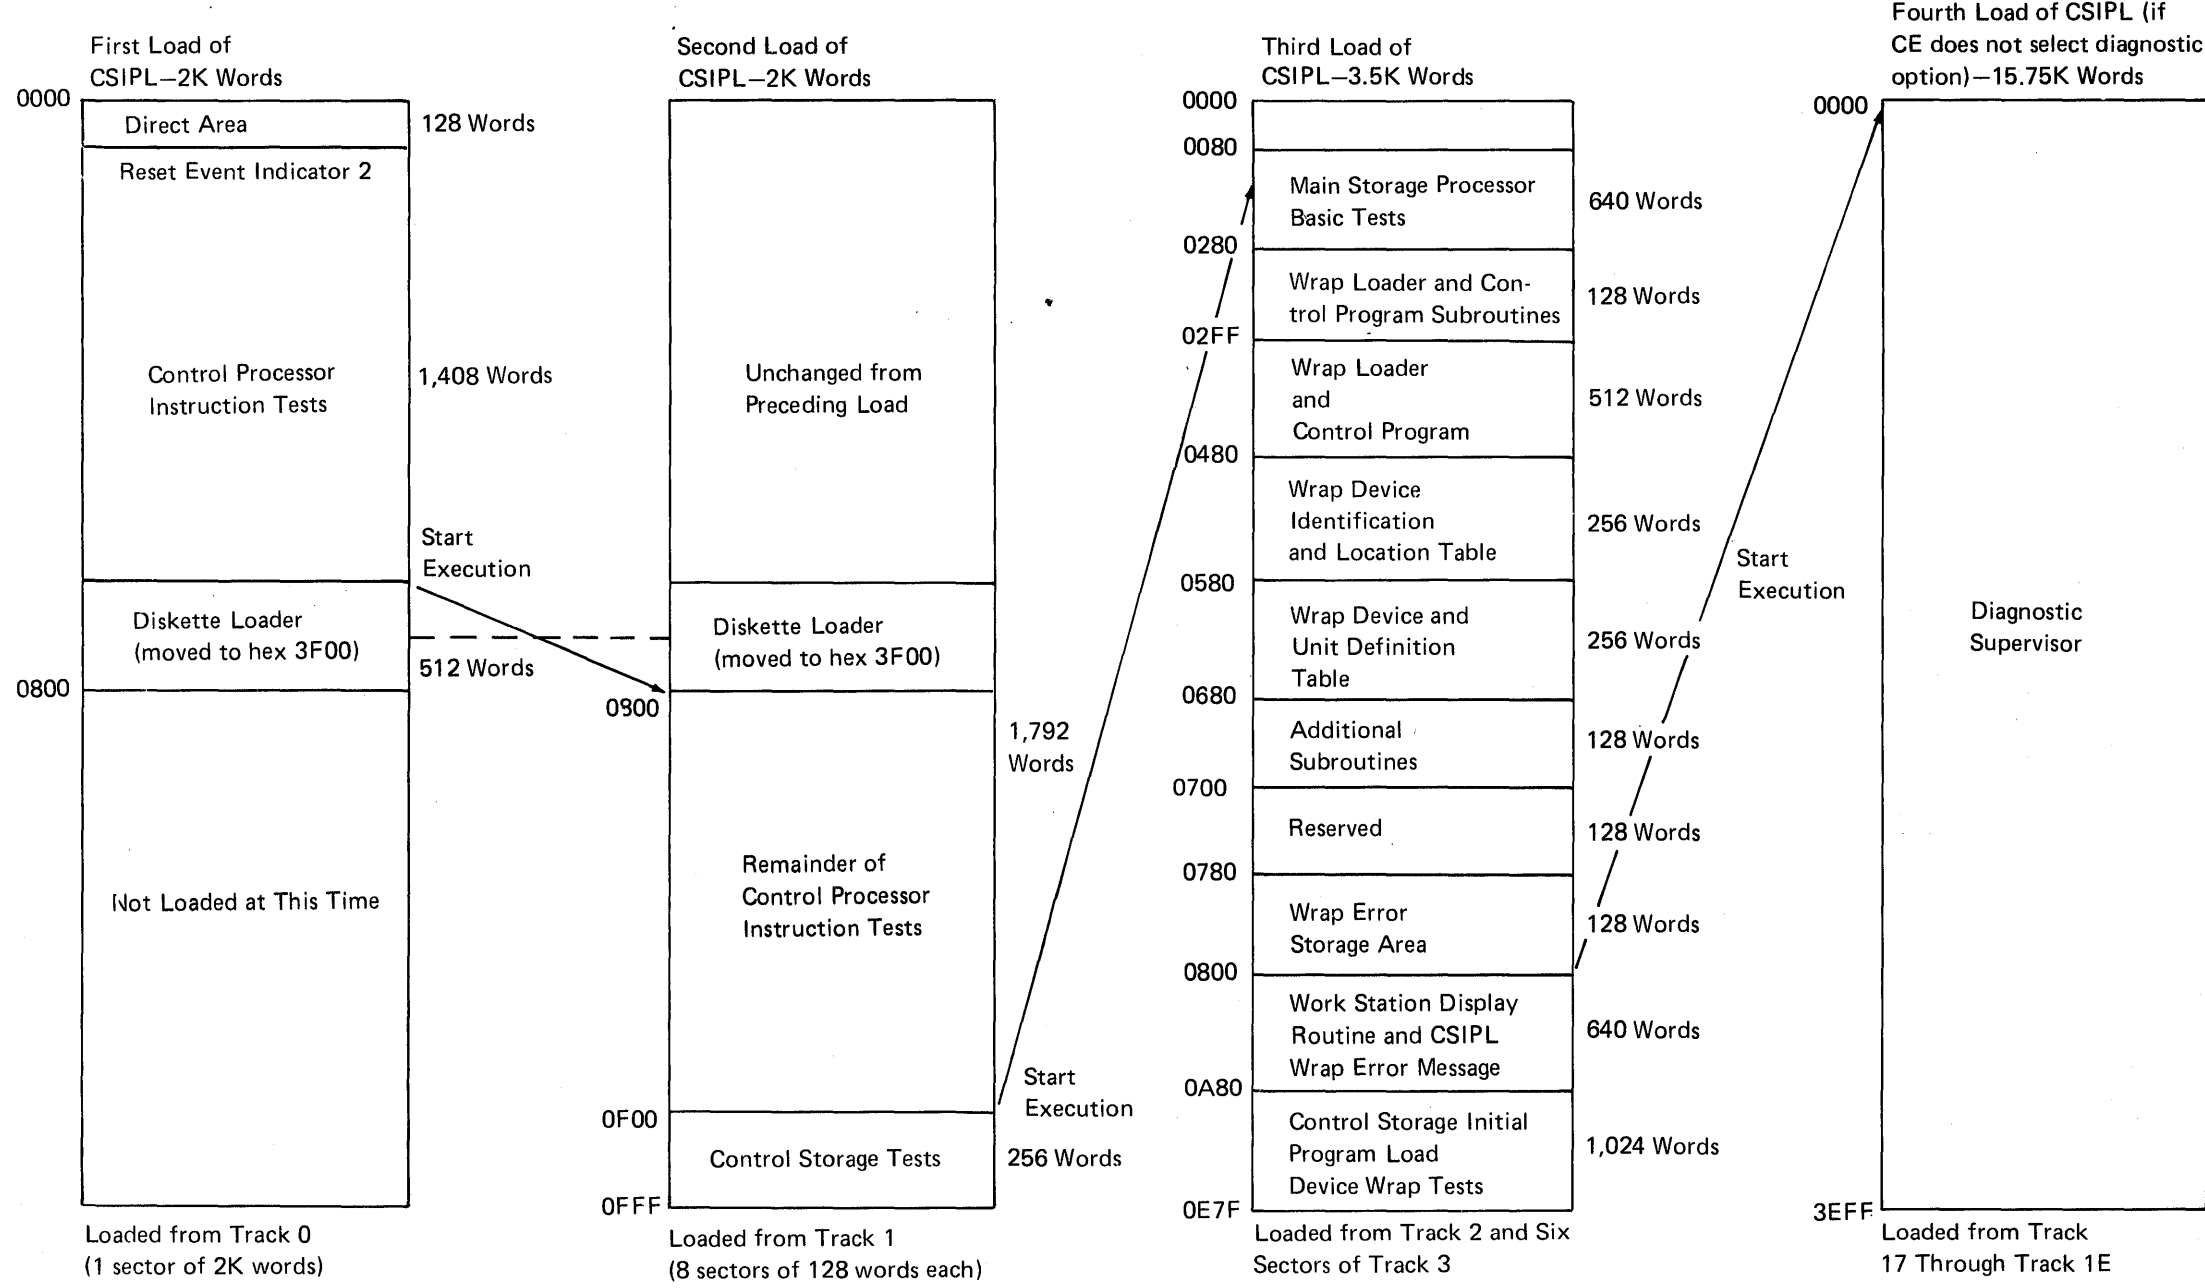 First Load of
CSIPL—2K Words
0000
Direct Area
128 Words
Reset Event Indicator 2
Control Processor
Instruction Tests
1,408 Words
Start
Execution
Diskette Loader
(moved to hex 3F00)
512 Words
0800
Not Loaded at This Time
Loaded from Track 0
(1 sector of 2K words)
Second Load of
CSIPL—2K Words
Unchanged from
Preceding Load
Diskette Loader
(moved to hex 3F00)
0800
1,792
Words
Remainder of
Control Processor
Instruction Tests
Start
Execution
0F00
Control Storage Tests
256 Words
0FFF
Loaded from Track 1
(8 sectors of 128 words each)
Third Load of
CSIPL—3.5K Words
0000
0080
Main Storage Processor
Basic Tests
640 Words
0280
Wrap Loader and Con-
trol Program Subroutines
128 Words
02FF
Wrap Loader
and
Control Program
512 Words
0480
Wrap Device
Identification
and Location Table
256 Words
0580
Wrap Device and
Unit Definition
Table
256 Words
0680
Additional
Subroutines
128 Words
0700
Reserved
128 Words
0780
Wrap Error
Storage Area
128 Words
0800
Work Station Display
Routine and CSIPL
Wrap Error Message
640 Words
0A80
Control Storage Initial
Program Load
Device Wrap Tests
1,024 Words
0E7F
Loaded from Track 2 and Six
Sectors of Track 3
Start
Execution
Fourth Load of CSIPL (if
CE does not select diagnostic
option)—15.75K Words
0000
Diagnostic
Supervisor
3EFF
Loaded from Track
17 Through Track 1E